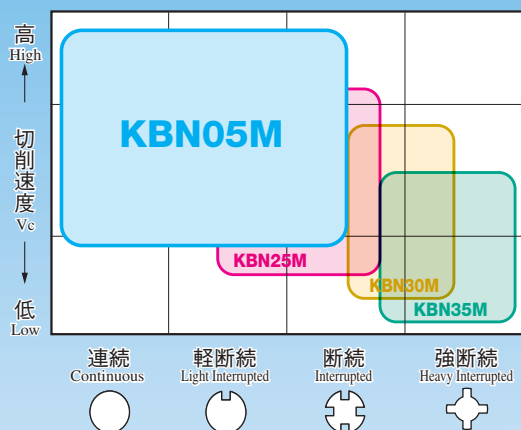 高
High
切削速度
Vc
低
Low
KBN05M
KBN25M
KBN30M
KBN35M
連続
Continuous
軽断続
Light Interrupted
断続
Interrupted
強断続
Heavy Interrupted